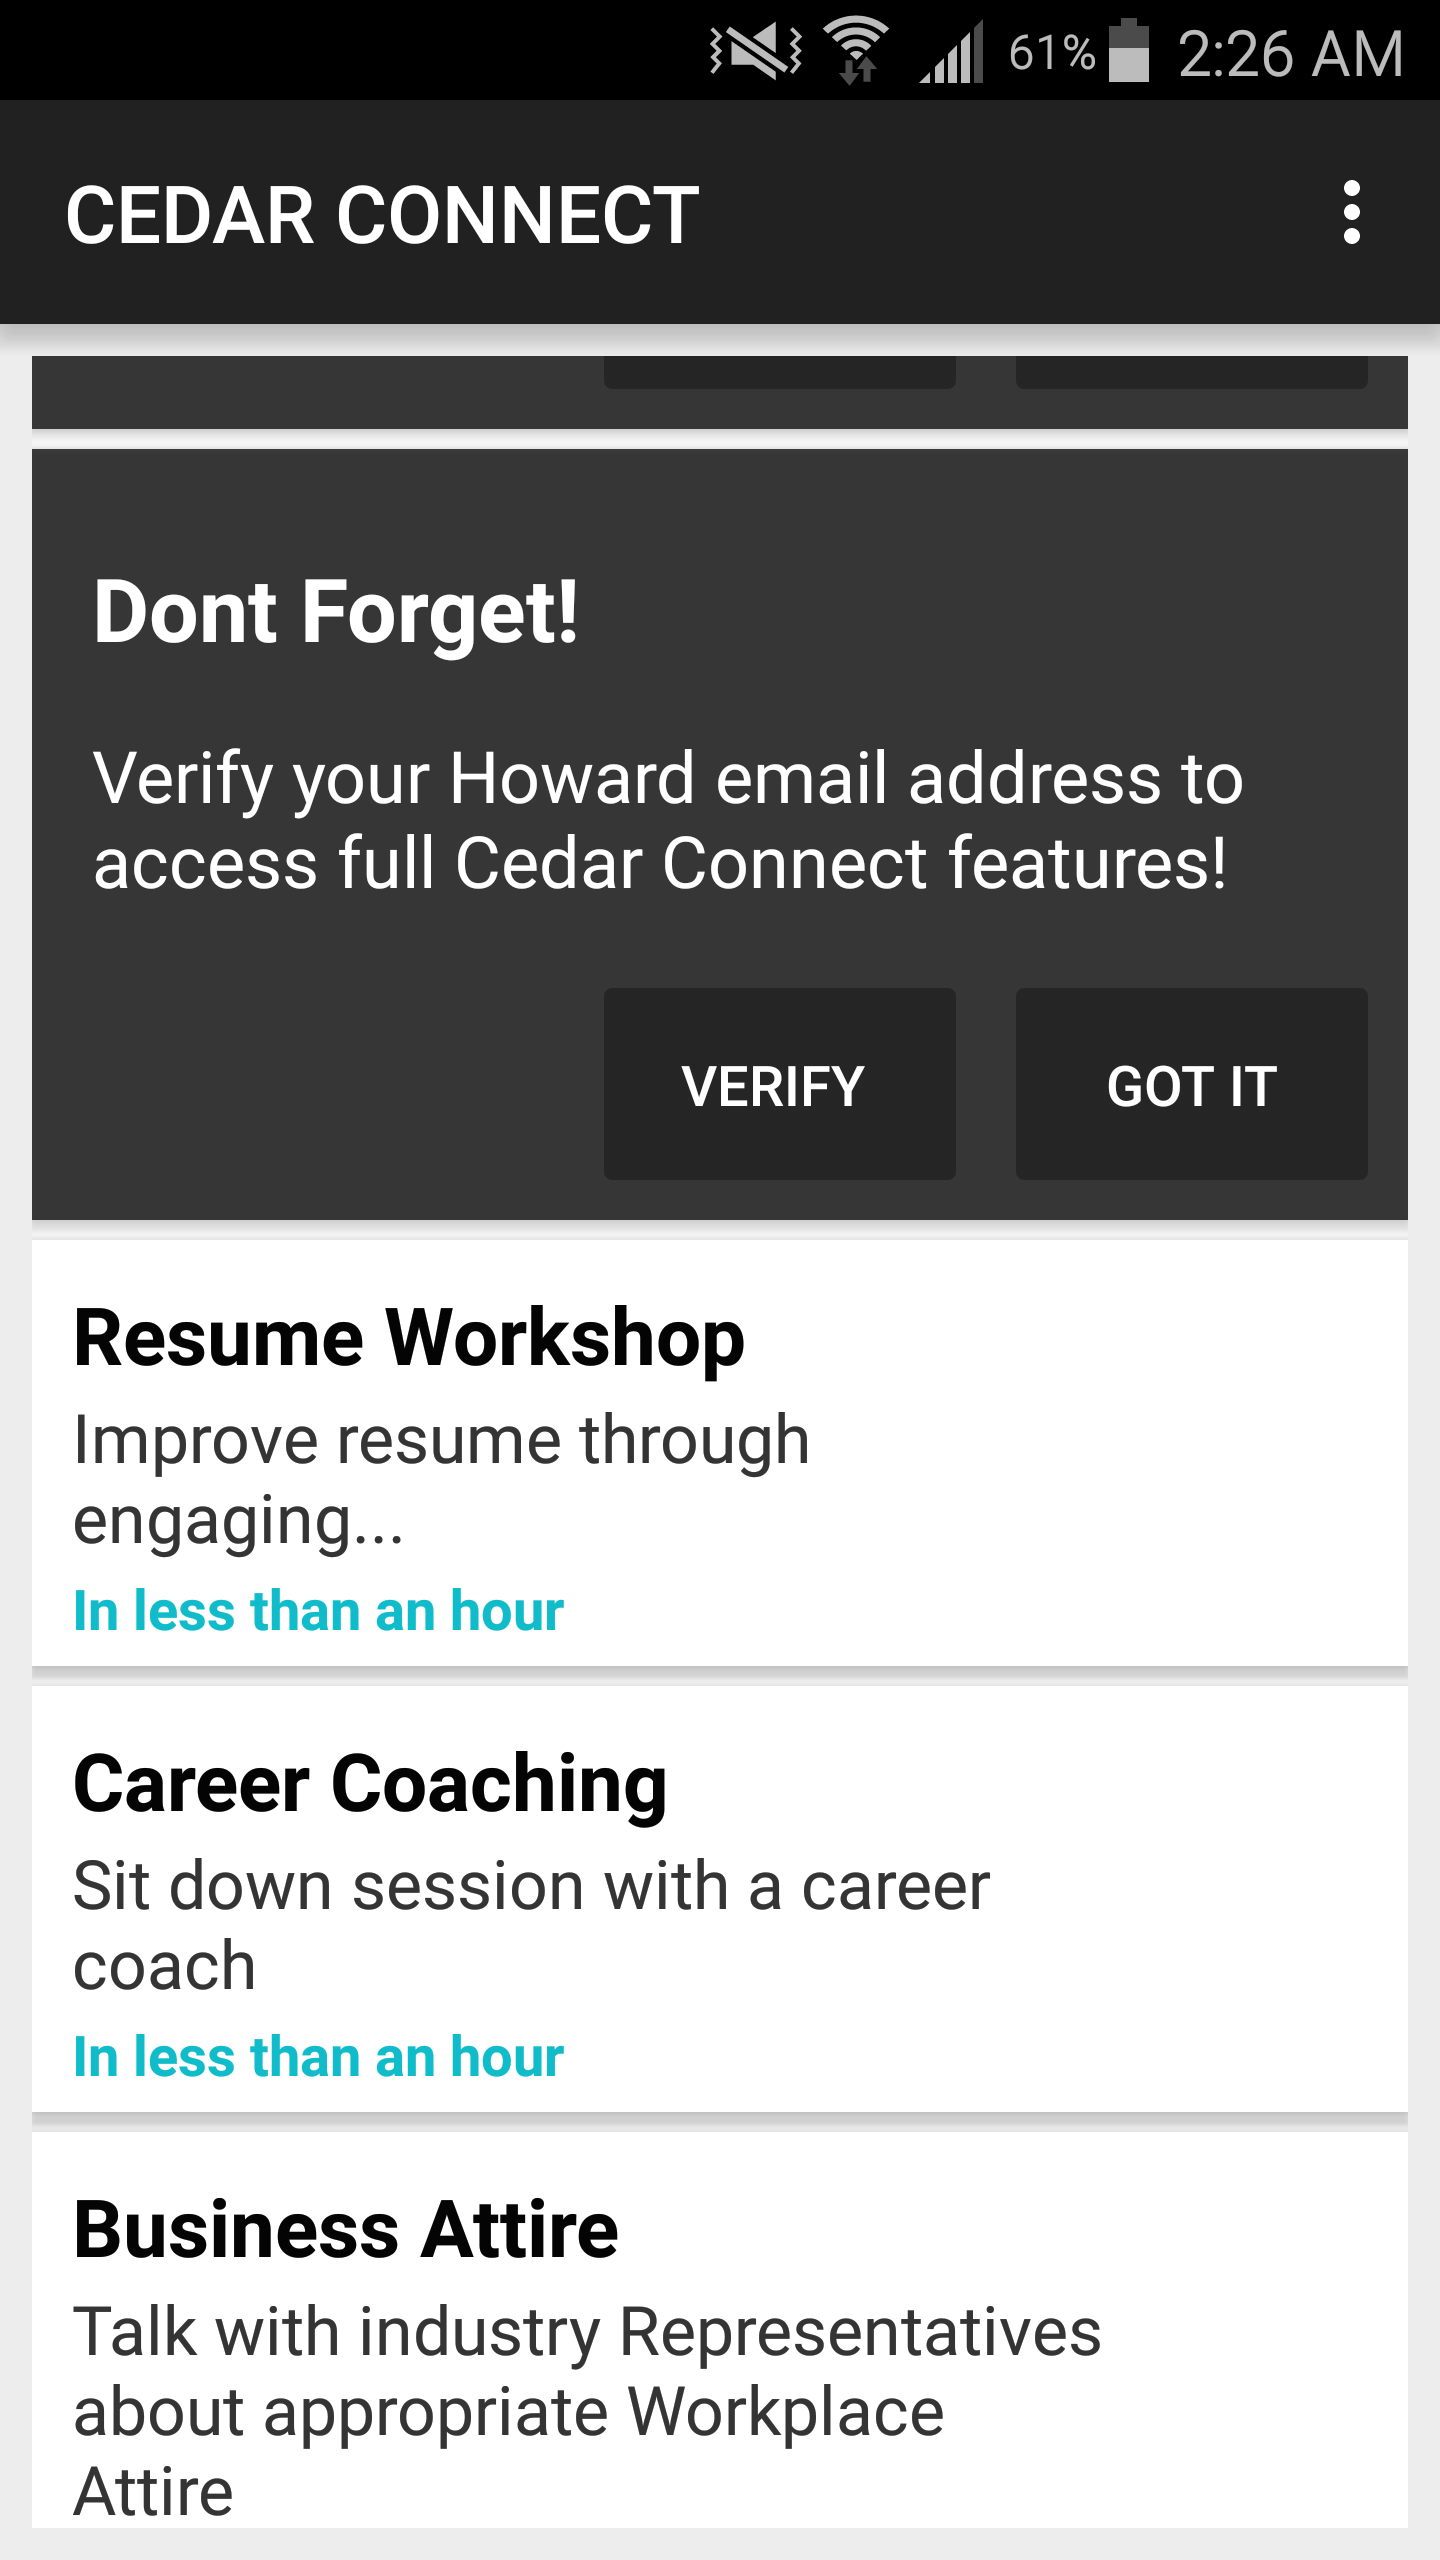 61% 2:26 AM
CEDAR CONNECT
Dont Forget!
Verify your Howard email address to
access full Cedar Connect features!
VERIFY GOT IT
Resume Workshop
Improve resume through
engaging...
In less than an hour
Career Coaching
Sit down session with a career
coach
In less than an hour
Business Attire
Talk with industry Representatives
about appropriate Workplace
Attire